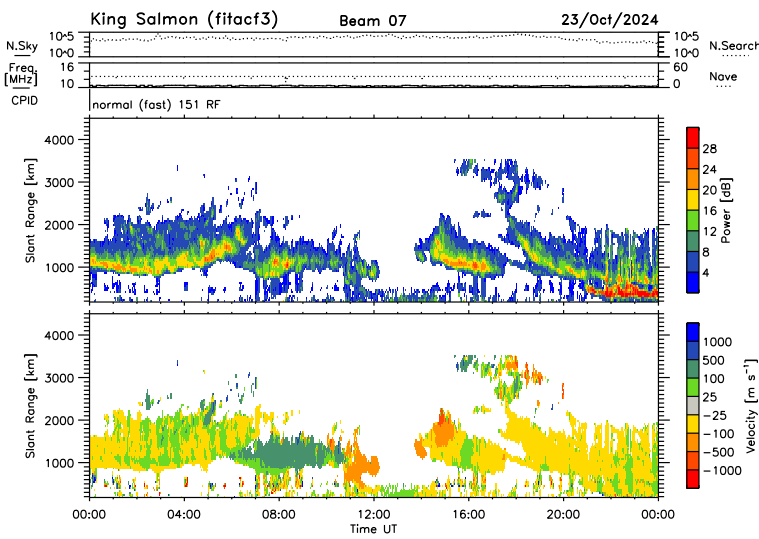 King Salmon (fitacf3) Beam 07 23/Oct/2024
N.Sky 10^5 10^0 10^5 10^0 N.Search
Freq [MHz] 16 10 60 0 Nave
CPID normal (fast) 151 RF
Slant Range [km] 4000 3000 2000 1000
28 24 20 16 12 8 4 Power [dB]
Slant Range [km] 4000 3000 2000 1000
1000 500 100 25 -25 -100 -500 -1000 Velocity [m s⁻¹]
00:00 04:00 08:00 12:00 16:00 20:00 00:00
Time UT